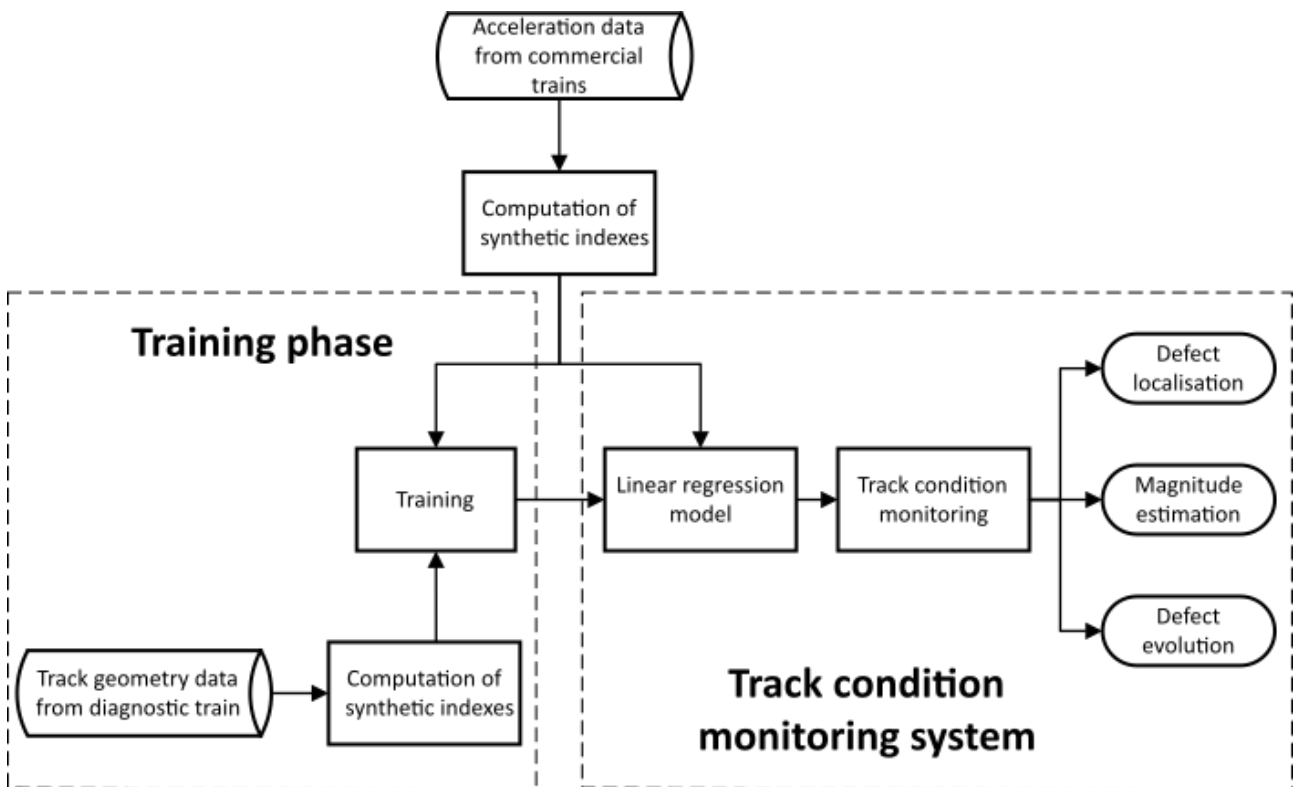 Acceleration data
from commercial
trains
Computation of
synthetic indexes
Training phase
Training
Linear regression
model
Track condition
monitoring
Defect
localisation
Magnitude
estimation
Defect
evolution
Track geometry data
from diagnostic train
Computation of
synthetic indexes
Track condition
monitoring system